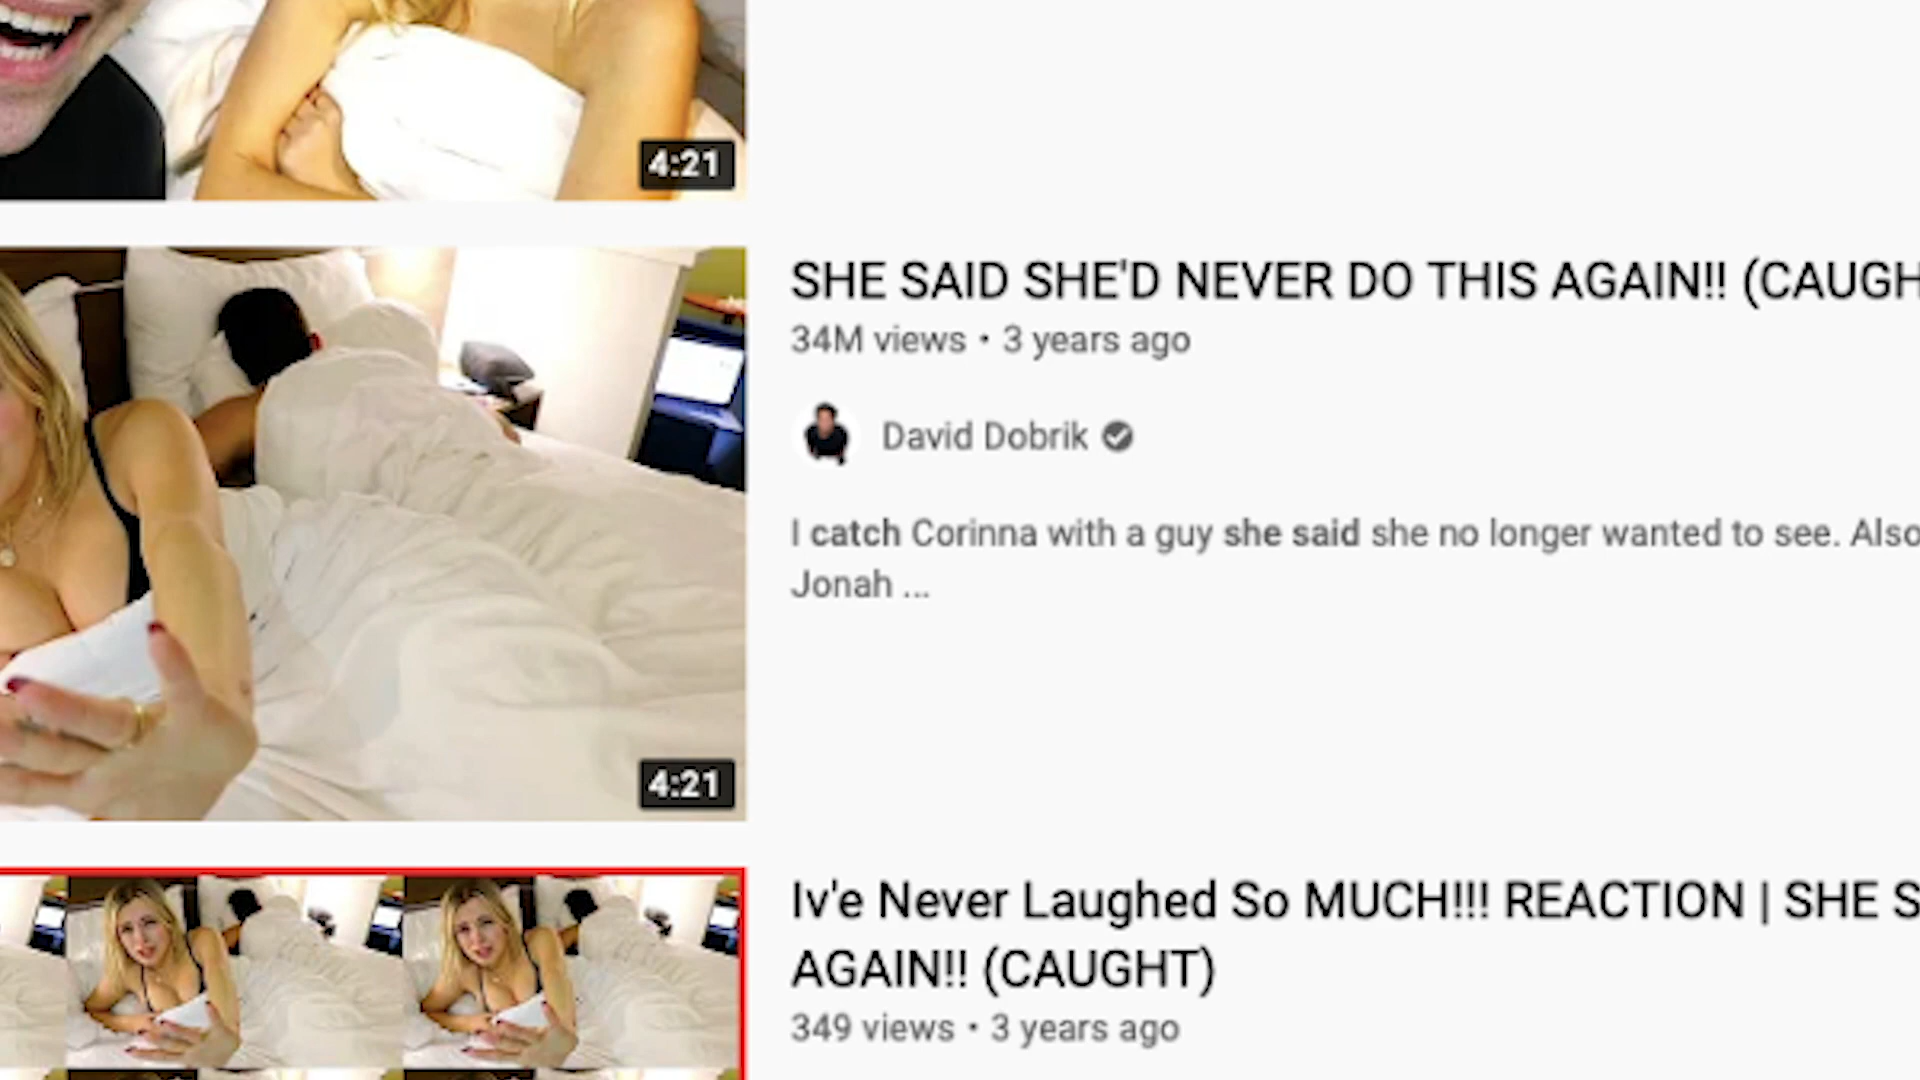 4:21
SHE SAID SHE'D NEVER DO THIS AGAIN!! (CAUGH
34M views • 3 years ago
David Dobrik
I catch Corinna with a guy she said she no longer wanted to see. Also
Jonah ...
4:21
Iv'e Never Laughed So MUCH!!! REACTION | SHE S
AGAIN!! (CAUGHT)
349 views • 3 years ago